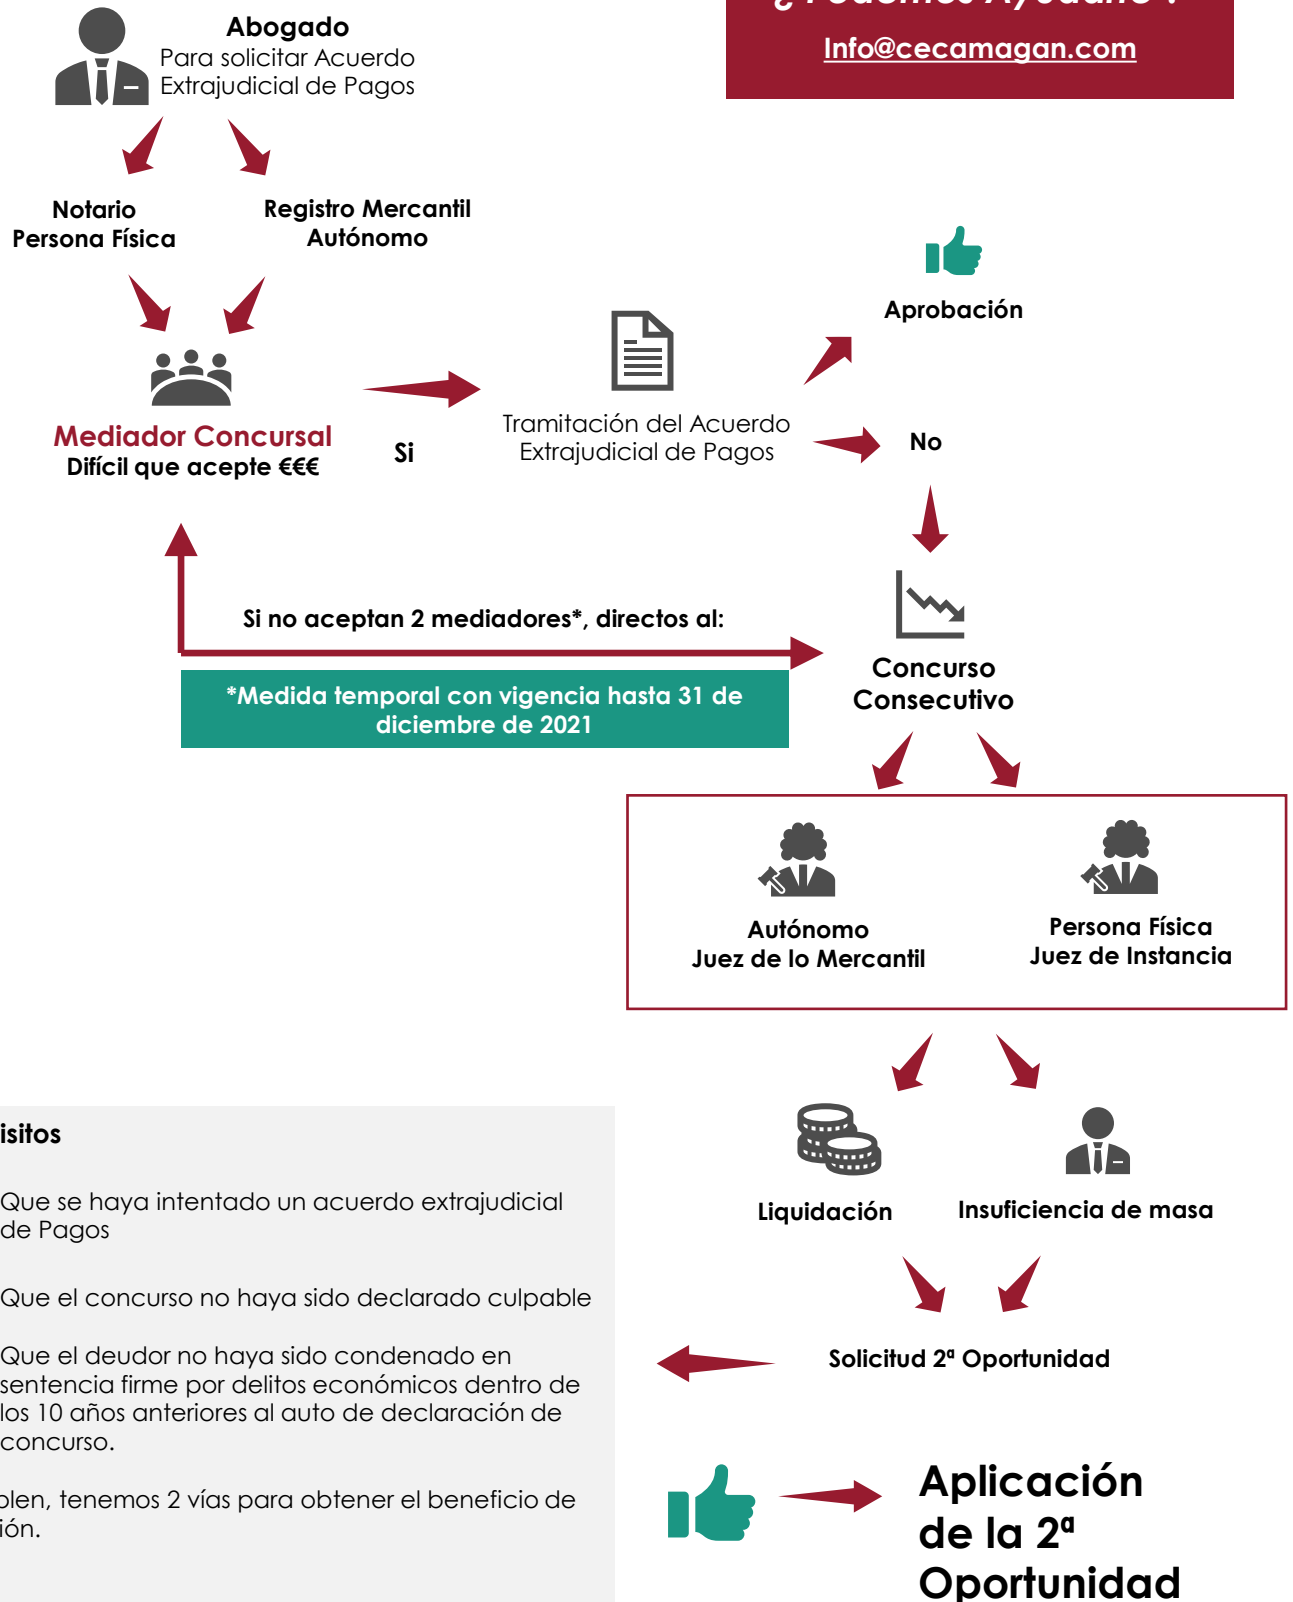 ¿ Podemos Ayudarlo ?
Info@cecamagan.com
Abogado
Para solicitar Acuerdo
Extrajudicial de Pagos
Notario
Persona Física
Registro Mercantil
Autónomo
Aprobación
Mediador Concursal
Difícil que acepte €€€
Si
Tramitación del Acuerdo
Extrajudicial de Pagos
No
Si no aceptan 2 mediadores*, directos al:
*Medida temporal con vigencia hasta 31 de
diciembre de 2021
Concurso
Consecutivo
Autónomo
Juez de lo Mercantil
Persona Física
Juez de Instancia
Liquidación
Insuficiencia de masa
Solicitud 2ª Oportunidad
isitos
Que se haya intentado un acuerdo extrajudicial
de Pagos
Que el concurso no haya sido declarado culpable
Que el deudor no haya sido condenado en
sentencia firme por delitos económicos dentro de
los 10 años anteriores al auto de declaración de
concurso.
plen, tenemos 2 vías para obtener el beneficio de
ión.
Aplicación
de la 2ª
Oportunidad